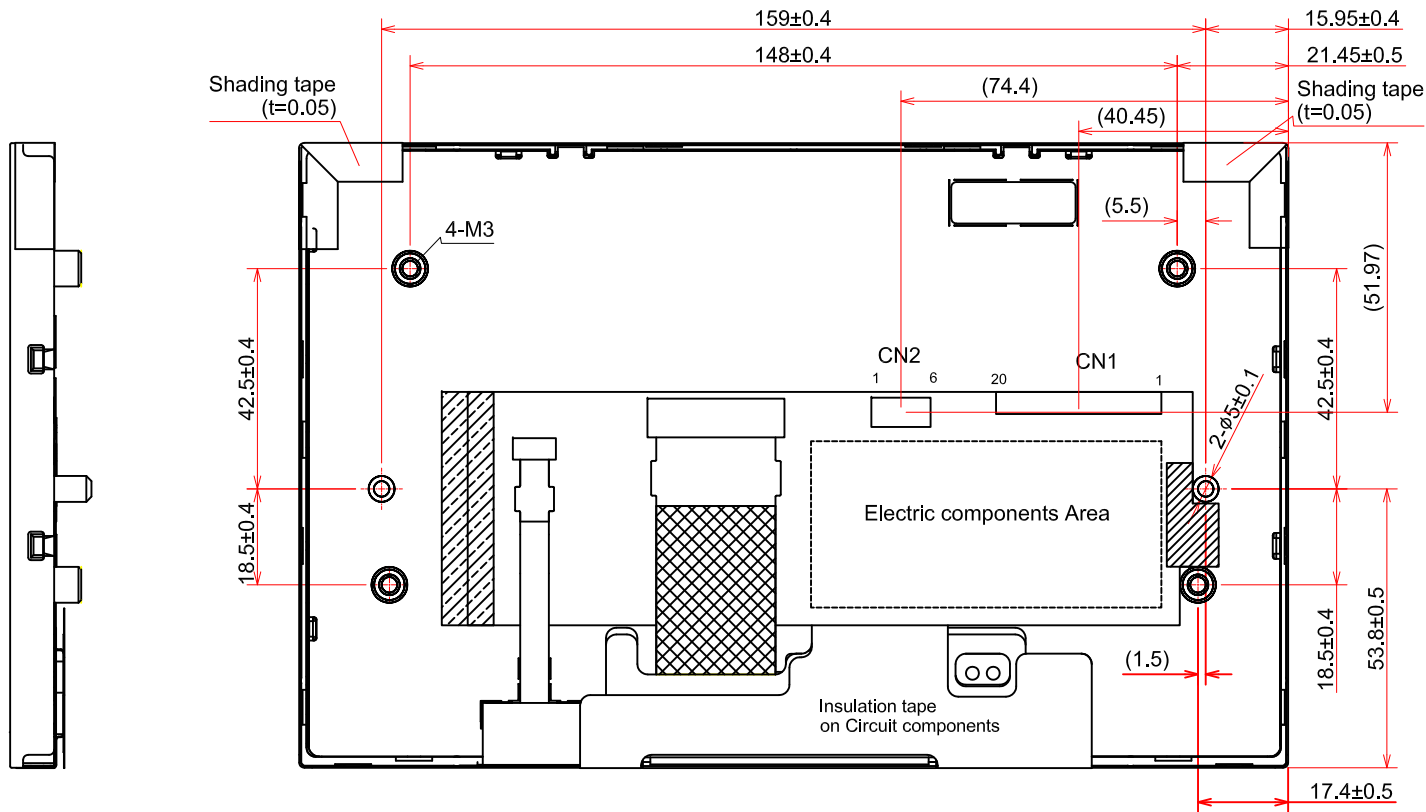 159±0.4
15.95±0.4
148±0.4
21.45±0.5
Shading tape
(t=0.05)
(74.4)
Shading tape
(t=0.05)
(40.45)
4-M3
(5.5)
(51.97)
42.5±0.4
42.5±0.4
CN2
CN1
1
6
20
1
2-ϕ5±0.1
Electric components Area
18.5±0.4
18.5±0.4
53.8±0.5
(1.5)
Insulation tape
on Circuit components
17.4±0.5